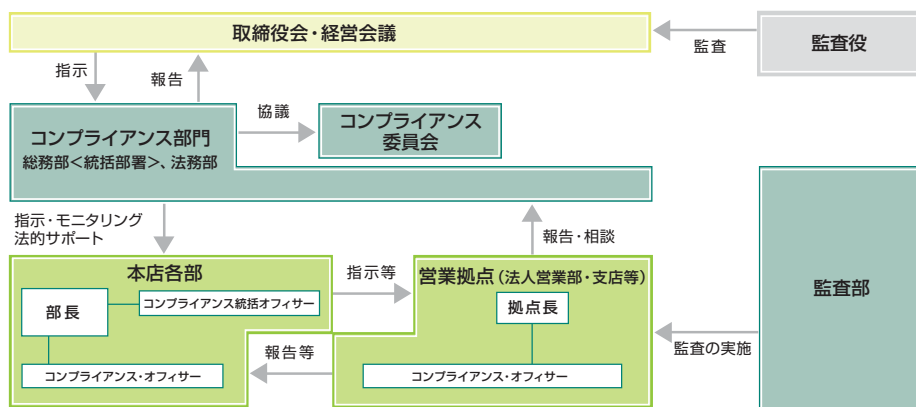 取締役会・経営会議
監査
監査役
指示
報告
コンプライアンス部門
総務部<統括部署>、法務部
協議
コンプライアンス
委員会
指示・モニタリング
法的サポート
報告・相談
本店各部
部長
コンプライアンス統括オフィサー
コンプライアンス・オフィサー
指示等
報告等
営業拠点(法人営業部・支店等)
拠点長
コンプライアンス・オフィサー
監査の実施
監査部